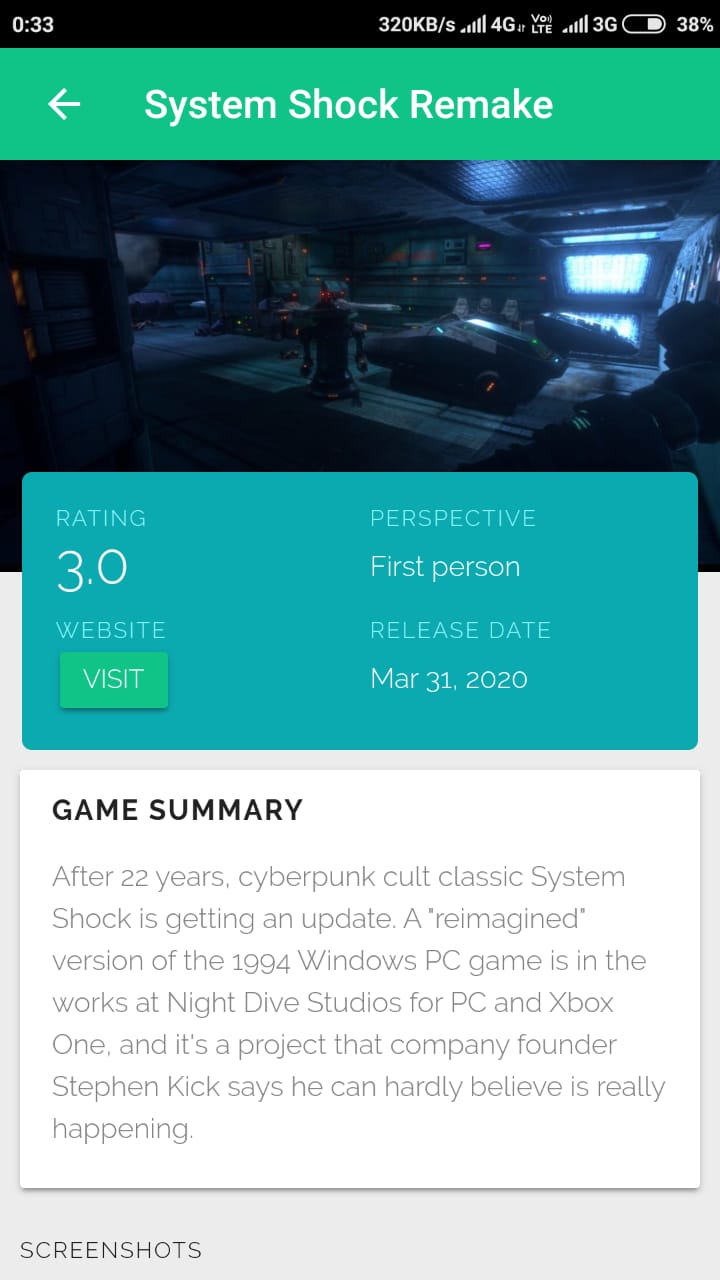 0:33
320KB/s 4G Vo) LTE 3G 38%
System Shock Remake
RATING
3.0
PERSPECTIVE
First person
WEBSITE
VISIT
RELEASE DATE
Mar 31, 2020
GAME SUMMARY
After 22 years, cyberpunk cult classic System
Shock is getting an update. A "reimagined"
version of the 1994 Windows PC game is in the
works at Night Dive Studios for PC and Xbox
One, and it's a project that company founder
Stephen Kick says he can hardly believe is really
happening.
SCREENSHOTS